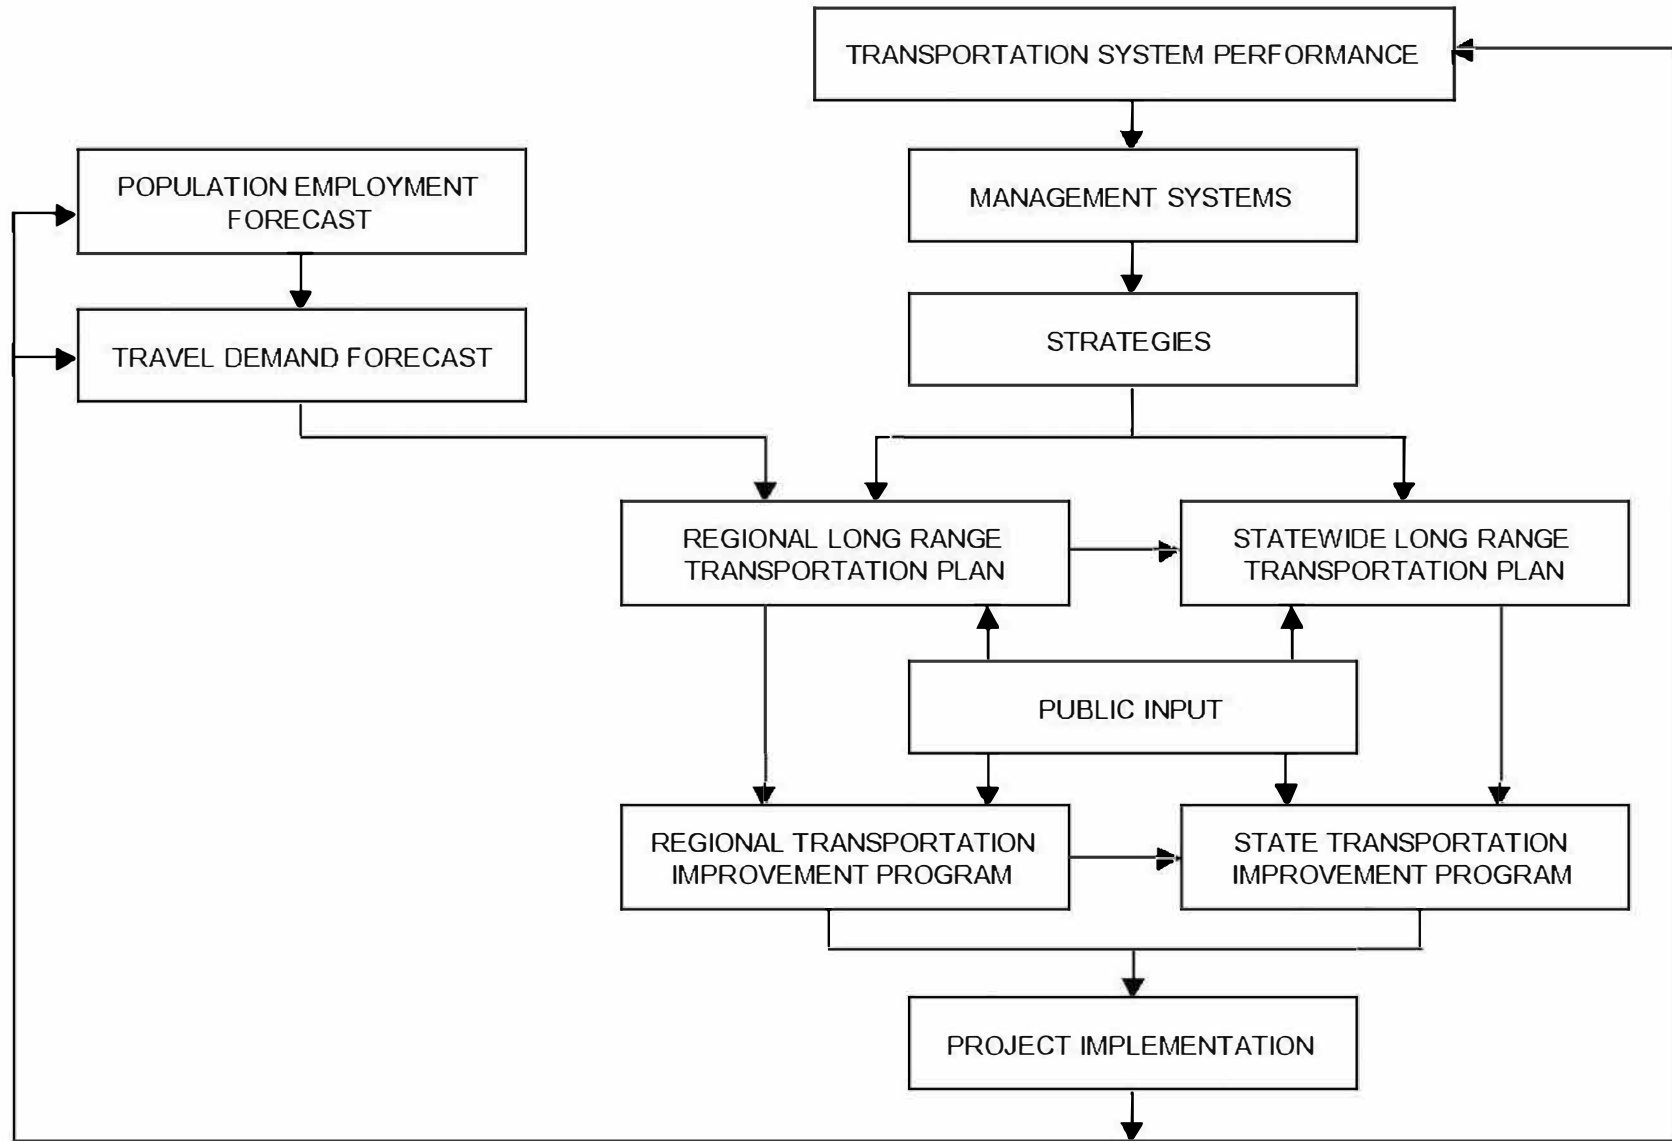 TRANSPORTATION SYSTEM PERFORMANCE
POPULATION EMPLOYMENT
FORECAST
MANAGEMENT SYSTEMS
TRAVEL DEMAND FORECAST
STRATEGIES
REGIONAL LONG RANGE
TRANSPORTATION PLAN
STATEWIDE LONG RANGE
TRANSPORTATION PLAN
PUBLIC INPUT
REGIONAL TRANSPORTATION
IMPROVEMENT PROGRAM
STATE TRANSPORTATION
IMPROVEMENT PROGRAM
PROJECT IMPLEMENTATION